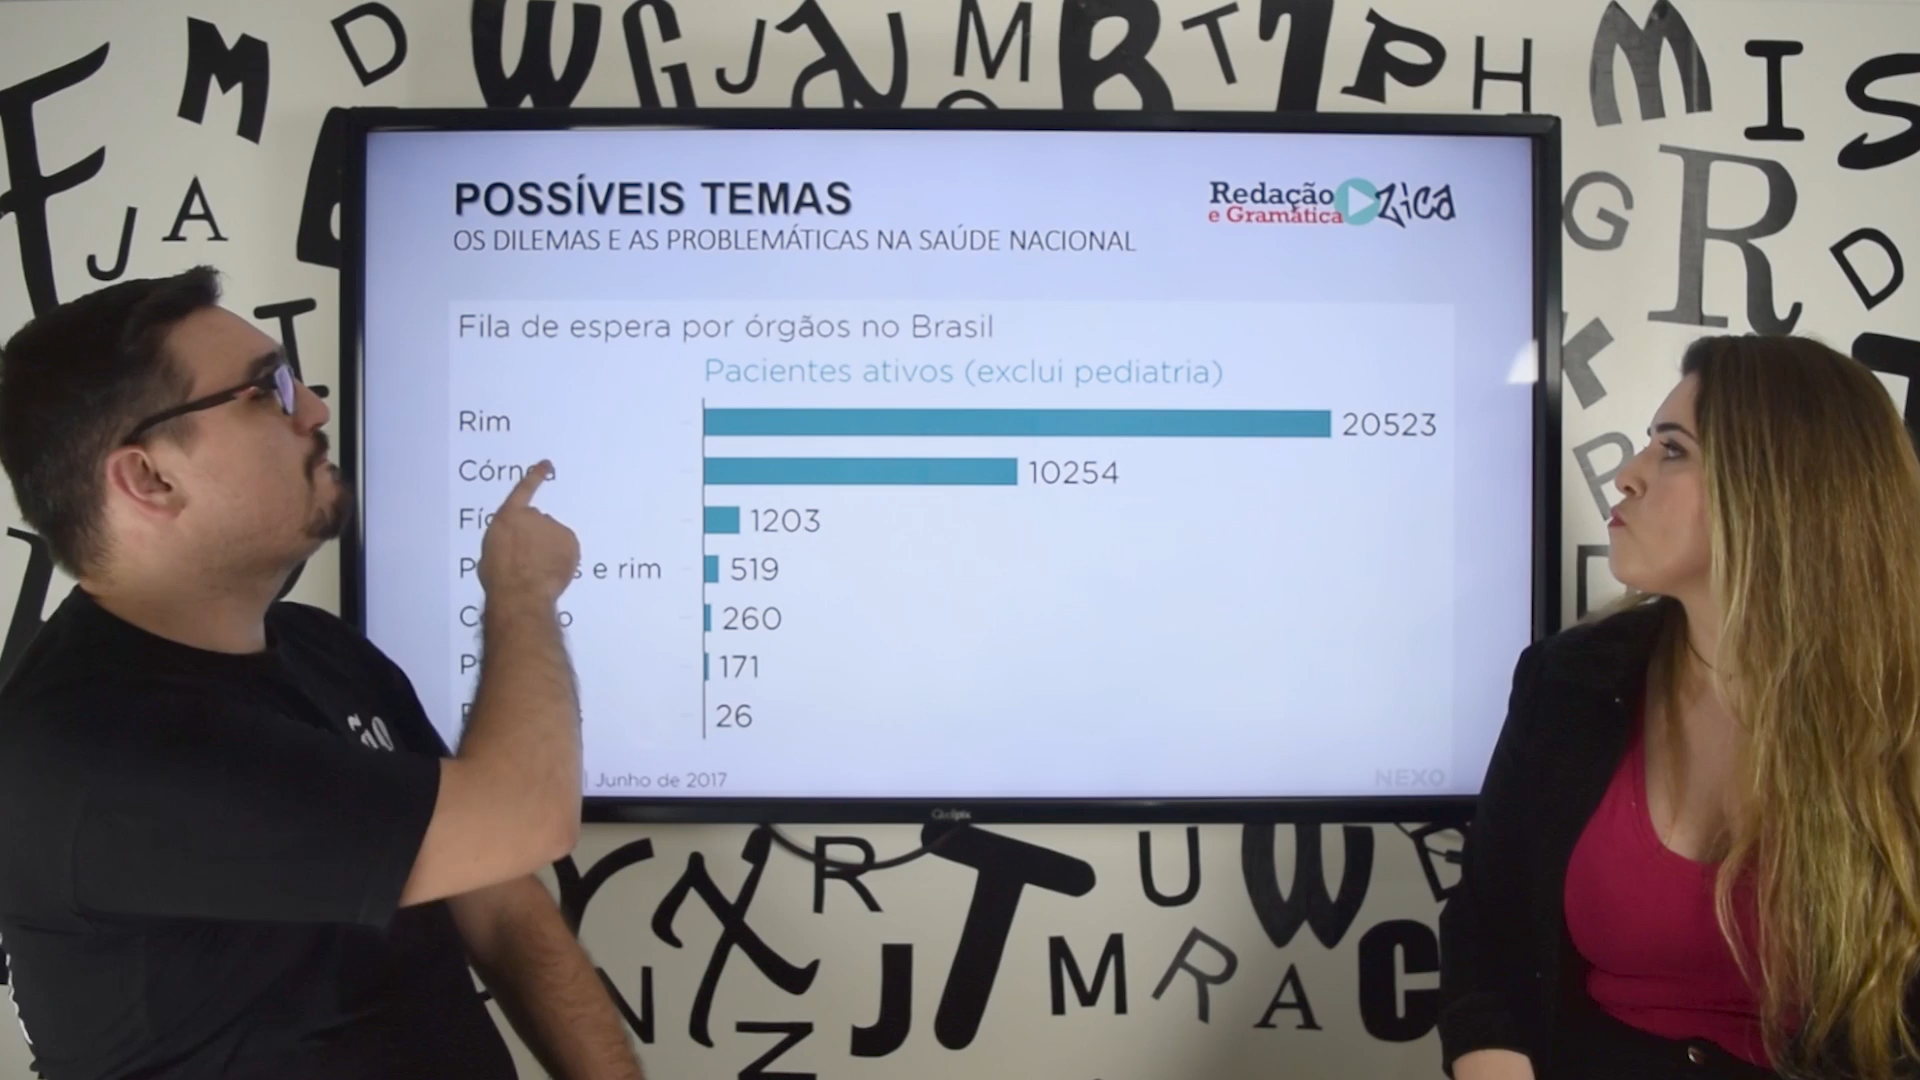 POSSÍVEIS TEMAS
OS DILEMAS E AS PROBLEMÁTICAS NA SAÚDE NACIONAL
Redação
e Gramática
Zica
Fila de espera por órgãos no Brasil
Pacientes ativos (exclui pediatria)
Rim 20523
Córnea 10254
1203
e rim 519
260
171
26
| Junho de 2017
NEXO